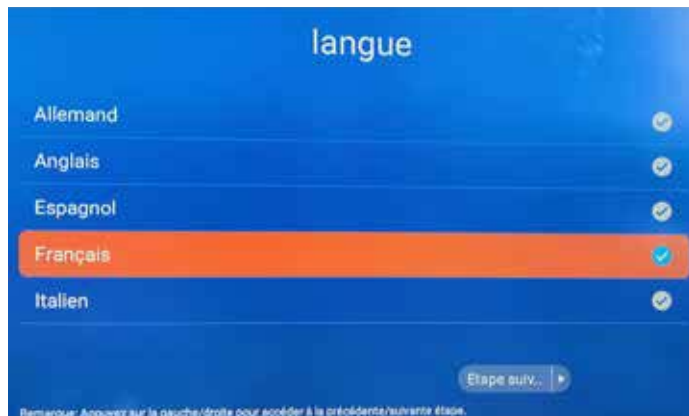 langue
Allemand
Anglais
Espagnol
Français
Italien
Etape suiv...
Remarque: Appuyez sur la gauche/droite pour accéder à la précédente/suivante étape.